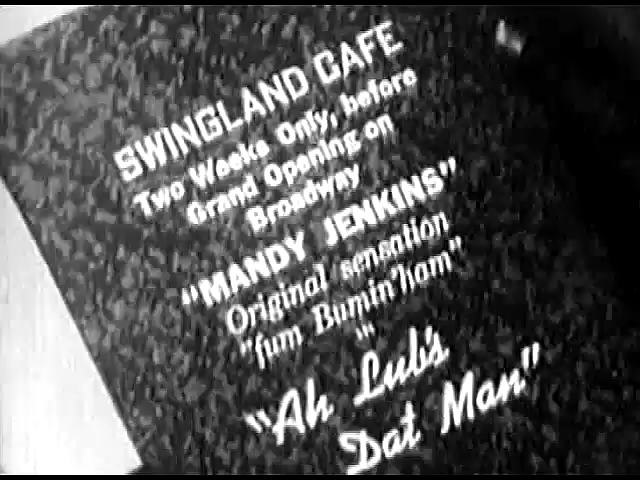 SWINGLAND CAFE
Two Weeks Only, before
Grand Opening on
Broadway
"MANDY JENKINS"
Original sensation
"fum Bumin'ham"
"Ah Lub's
Dat Man"